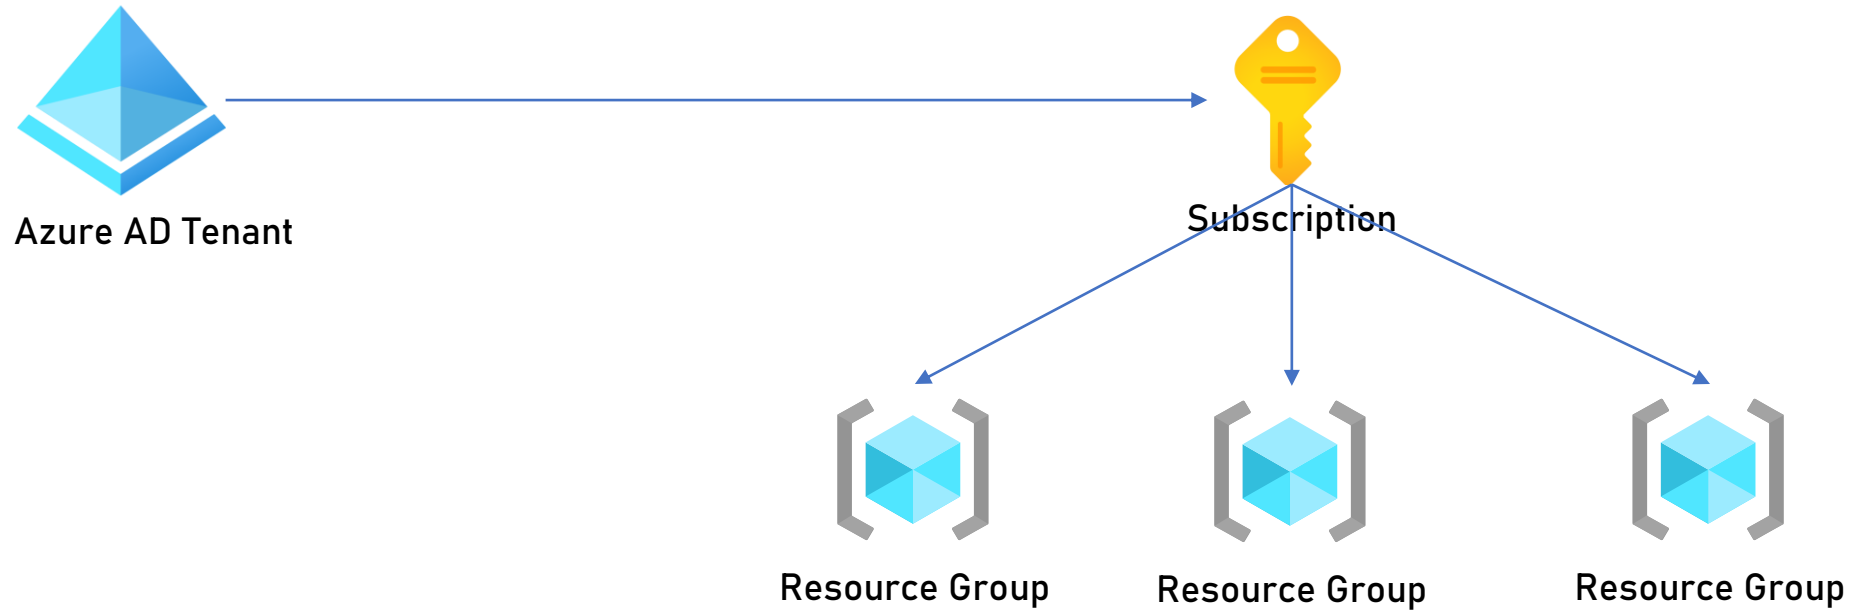 Azure AD Tenant
Subscription
Resource Group
Resource Group
Resource Group